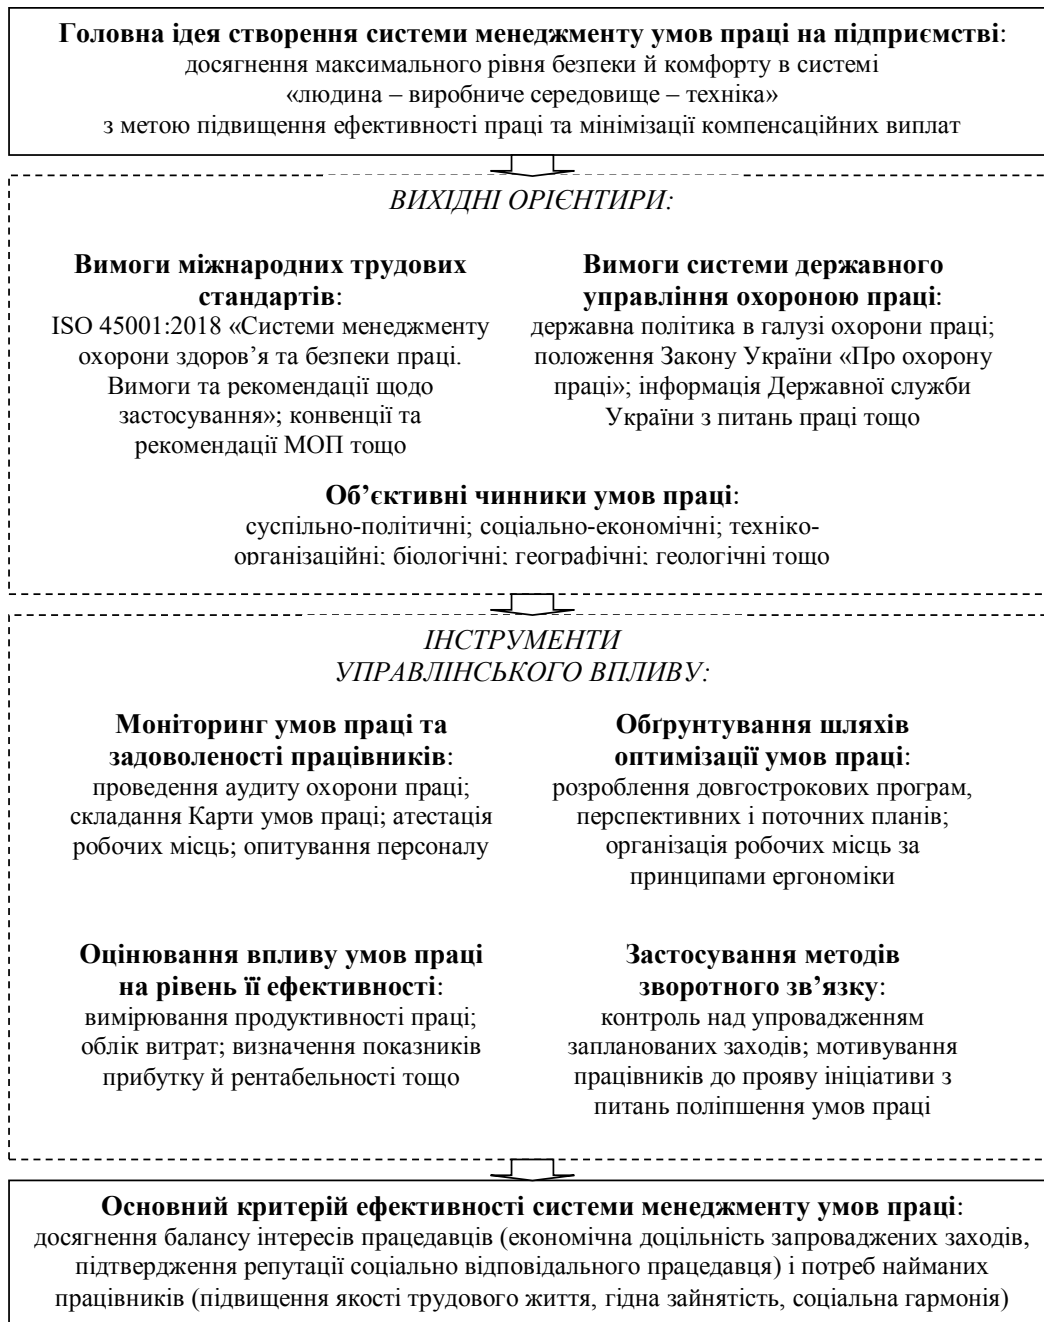 Головна ідея створення системи менеджменту умов праці на підприємстві:
досягнення максимального рівня безпеки й комфорту в системі
«людина – виробниче середовище – техніка»
з метою підвищення ефективності праці та мінімізації компенсаційних виплат
ВИХІДНІ ОРІЄНТИРИ:
Вимоги міжнародних трудових
стандартів:
ISO 45001:2018 «Системи менеджменту
охорони здоров’я та безпеки праці.
Вимоги та рекомендації щодо
застосування»; конвенції та
рекомендації МОП тощо
Вимоги системи державного
управління охороною праці:
державна політика в галузі охорони праці;
положення Закону України «Про охорону
праці»; інформація Державної служби
України з питань праці тощо
Об’єктивні чинники умов праці:
суспільно-політичні; соціально-економічні; техніко-
організаційні; біологічні; географічні; геологічні тощо
ІНСТРУМЕНТИ
УПРАВЛІНСЬКОГО ВПЛИВУ:
Моніторинг умов праці та
задоволеності працівників:
проведення аудиту охорони праці;
складання Карти умов праці; атестація
робочих місць; опитування персоналу
Обґрунтування шляхів
оптимізації умов праці:
розроблення довгострокових програм,
перспективних і поточних планів;
організація робочих місць за
принципами ергономіки
Оцінювання впливу умов праці
на рівень її ефективності:
вимірювання продуктивності праці;
облік витрат; визначення показників
прибутку й рентабельності тощо
Застосування методів
зворотного зв’язку:
контроль над упровадженням
запланованих заходів; мотивування
працівників до прояву ініціативи з
питань поліпшення умов праці
Основний критерій ефективності системи менеджменту умов праці:
досягнення балансу інтересів працедавців (економічна доцільність запроваджених заходів,
підтвердження репутації соціально відповідального працедавця) і потреб найманих
працівників (підвищення якості трудового життя, гідна зайнятість, соціальна гармонія)